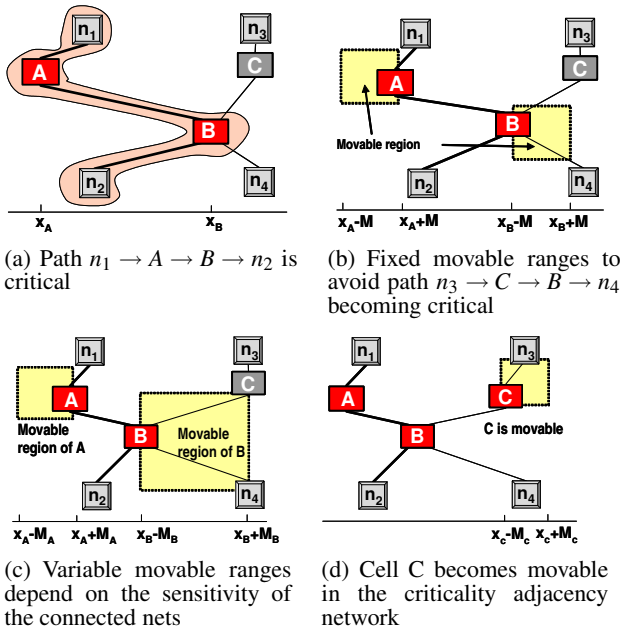 n1
A
B
C
n3
n2
n4
xA
xB
(a) Path n1 → A → B → n2 is
critical
n1
A
B
C
n3
Movable region
n2
n4
xA-M
xA+M
xB-M
xB+M
(b) Fixed movable ranges to
avoid path n3 → C → B → n4
becoming critical
n1
A
B
C
n3
Movable
region of A
Movable
region of B
n2
n4
xA-MA
xA+MA
xB-MB
xB+MB
(c) Variable movable ranges
depend on the sensitivity of
the connected nets
n1
A
B
C
n3
C is movable
n2
n4
xc-Mc
xc+Mc
(d) Cell C becomes movable
in the criticality adjacency
network